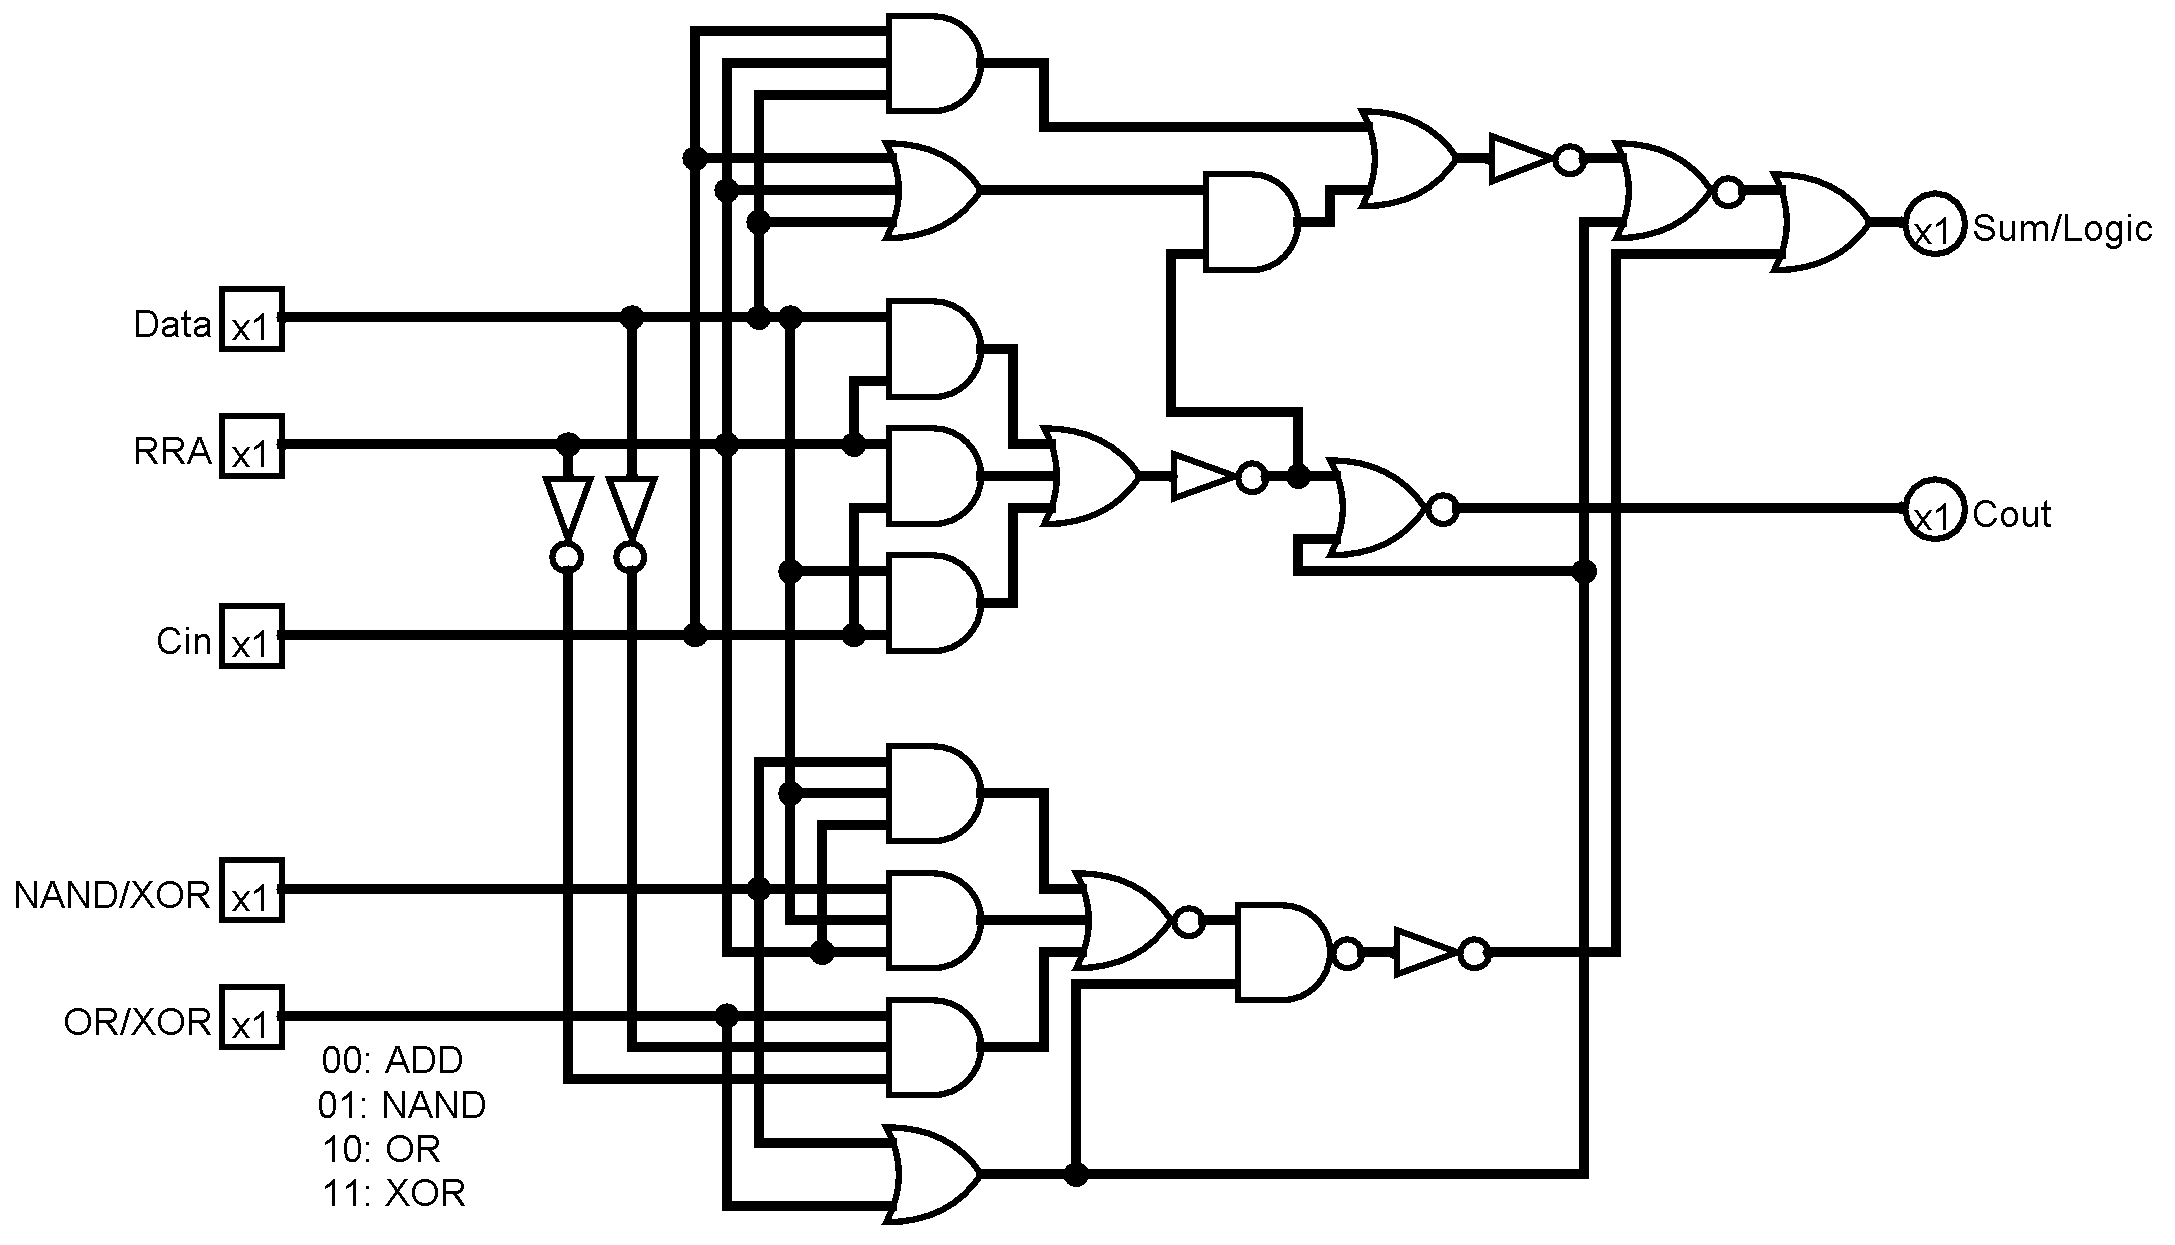 x1 Sum/Logic
Data x1
RRA x1
x1 Cout
Cin x1
NAND/XOR x1
OR/XOR x1
00: ADD
01: NAND
10: OR
11: XOR